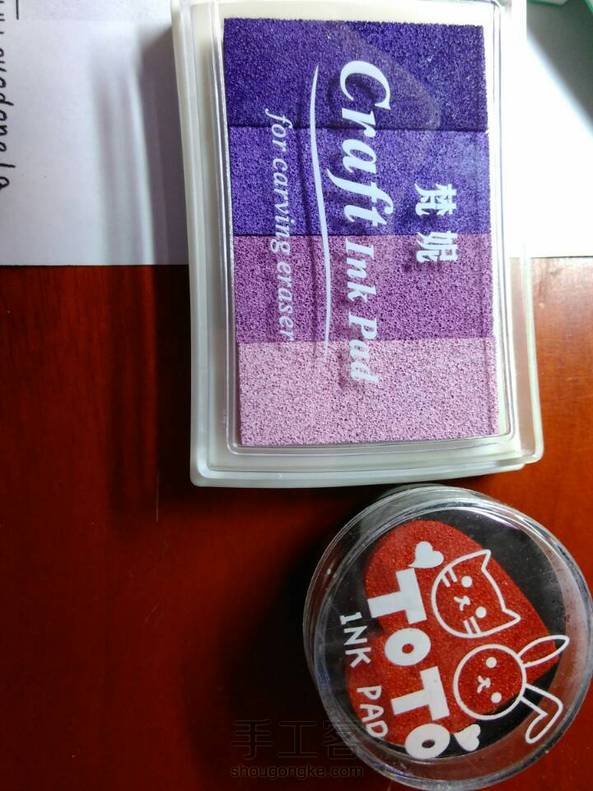 梵妮
Craft Ink Pad
for carving eraser
TOTO
INK PAD
手工客
shougongke.com